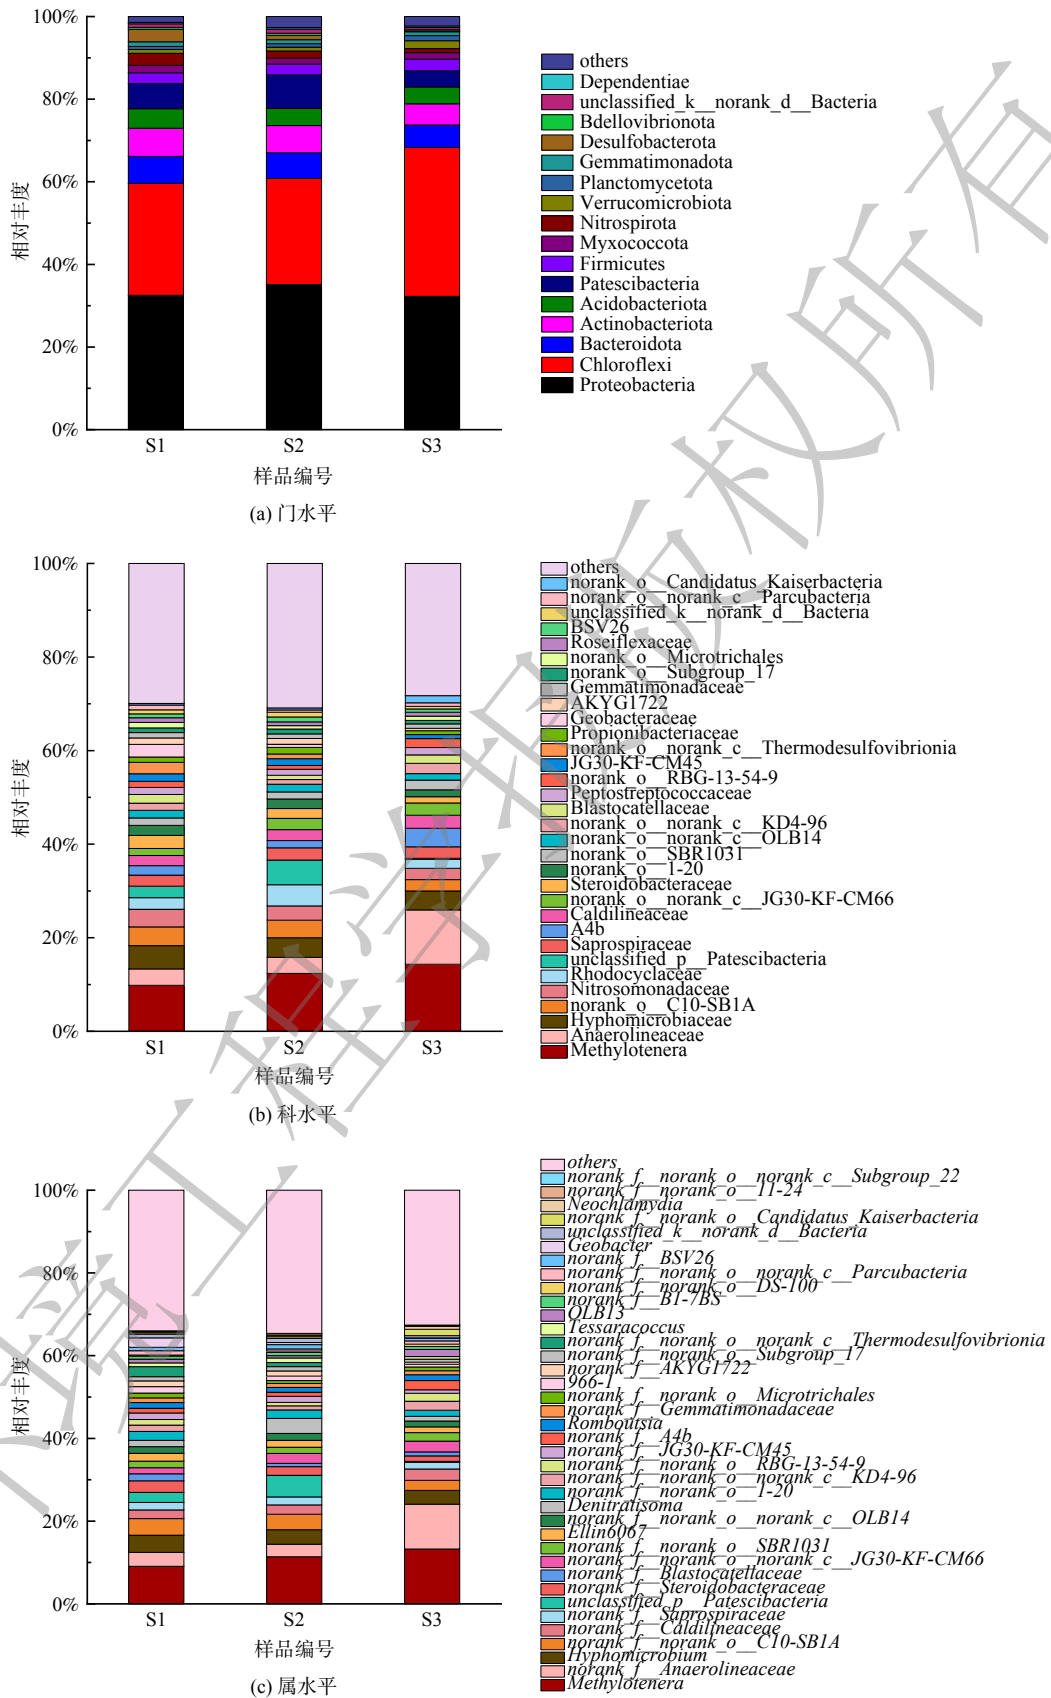 100%
80%
60%
40%
20%
0%
相对丰度
S1 S2 S3
样品编号
(a) 门水平
others
Dependentiae
unclassified_k__norank_d__Bacteria
Bdellovibrionota
Desulfobacterota
Gemmatimonadota
Planctomycetota
Verrucomicrobiota
Nitrospirota
Myxococcota
Firmicutes
Patescibacteria
Acidobacteriota
Actinobacteriota
Bacteroidota
Chloroflexi
Proteobacteria
100%
80%
60%
40%
20%
0%
相对丰度
S1 S2 S3
样品编号
(b) 科水平
others
norank_o__Candidatus_Kaiserbacteria
norank_o__norank_c__Parcubacteria
unclassified_k__norank_d__Bacteria
BSV26
Roseiflexaceae
norank_o__Microtrichales
norank_o__Subgroup_17
Gemmatimonadaceae
AKYG1722
Geobacteraceae
Propionibacteriaceae
norank_o__norank_c__Thermodesulfovibrionia
JG30-KF-CM45
norank_o__RBG-13-54-9
Peptostreptococcaceae
Blastocatellaceae
norank_o__norank_c__KD4-96
norank_o__norank_c__OLB14
norank_o__SBR1031
norank_o__1-20
Steroidobacteraceae
norank_o__norank_c__JG30-KF-CM66
Caldilineaceae
A4b
Saprospiraceae
unclassified_p__Patescibacteria
Rhodocyclaceae
Nitrosomonadaceae
norank_o__C10-SB1A
Hyphomicrobiaceae
Anaerolineaceae
Methylotenera
100%
80%
60%
40%
20%
0%
相对丰度
S1 S2 S3
样品编号
(c) 属水平
others
norank_f__norank_o__norank_c__Subgroup_22
norank_f__norank_o__11-24
Neochlamydia
norank_f__norank_o__Candidatus_Kaiserbacteria
unclassified_k__norank_d__Bacteria
Geobacter
norank_f__BSV26
norank_f__norank_o__norank_c__Parcubacteria
norank_f__norank_o__DS-100
norank_f__B1-7BS
OLB13
Tessaracoccus
norank_f__norank_o__norank_c__Thermodesulfovibrionia
norank_f__norank_o__Subgroup_17
norank_f__AKYG1722
966-1
norank_f__norank_o__Microtrichales
norank_f__Gemmatimonadaceae
Romboutsia
norank_f__A4b
norank_f__JG30-KF-CM45
norank_f__norank_o__RBG-13-54-9
norank_f__norank_o__norank_c__KD4-96
norank_f__norank_o__1-20
Denitratisoma
norank_f__norank_o__norank_c__OLB14
Ellin6067
norank_f__norank_o__SBR1031
norank_f__norank_o__norank_c__JG30-KF-CM66
norank_f__Blastocatellaceae
norank_f__Steroidobacteraceae
unclassified_p__Patescibacteria
norank_f__Saprospiraceae
norank_f__Caldilineaceae
norank_f__norank_o__C10-SB1A
Hyphomicrobium
norank_f__Anaerolineaceae
Methylotenera
境工程学报版权所有